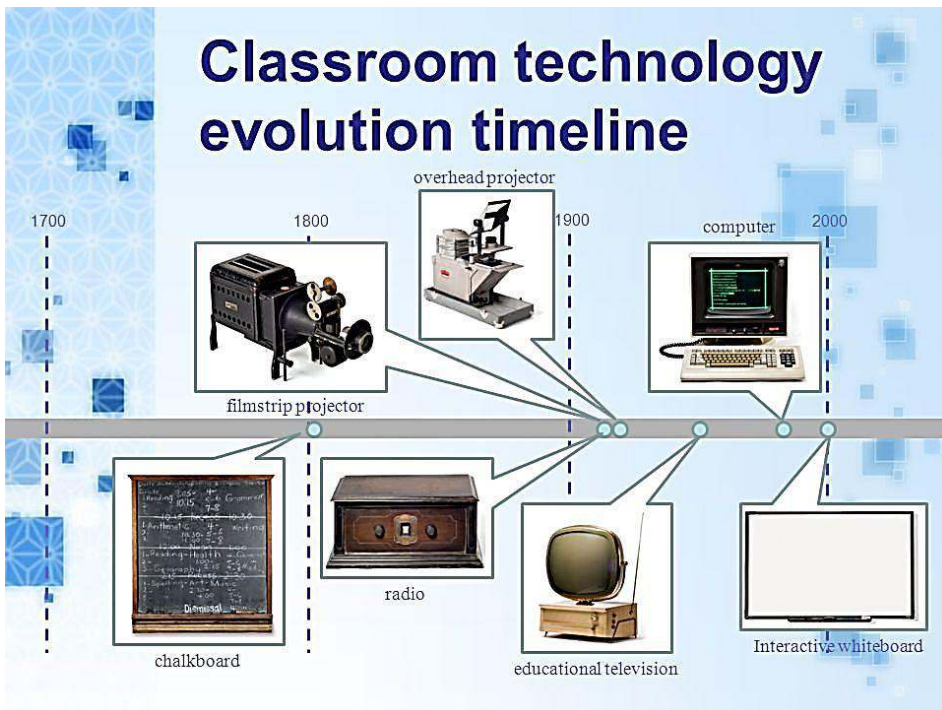 Classroom technology
evolution timeline
overhead projector
1700
1800
1900
computer
2000
filmstrip projector
radio
chalkboard
educational television
Interactive whiteboard
Dismissal